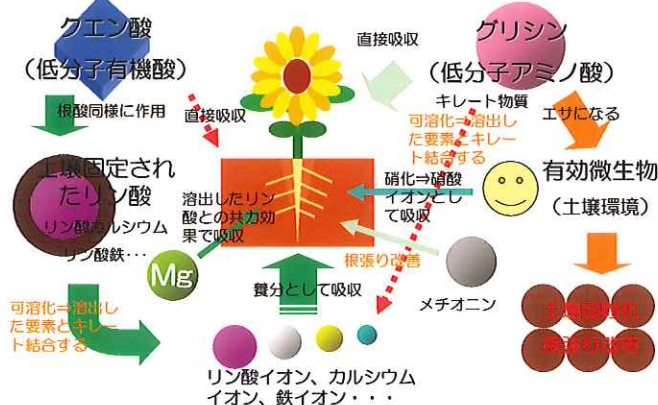 クエン酸
（低分子有機酸）
根酸同様に作用
直接吸収
直接吸収
グリシン
（低分子アミノ酸）
キレート物質
可溶化⇒溶出し
た要素とキレー
ト結合する
エサになる
土壌固定され
たリン酸
リン酸カルシウム
リン酸鉄・・・
溶出したリン
酸との共力効
果で吸収
硝化⇒硝酸
イオンとし
て吸収
有効微生物
（土壌環境）
Mg
根張り改善
メチオニン
可溶化⇒溶出し
た要素とキレー
ト結合する
養分として吸収
リン酸イオン、カルシウム
イオン、鉄イオン・・・
土壌団粒化